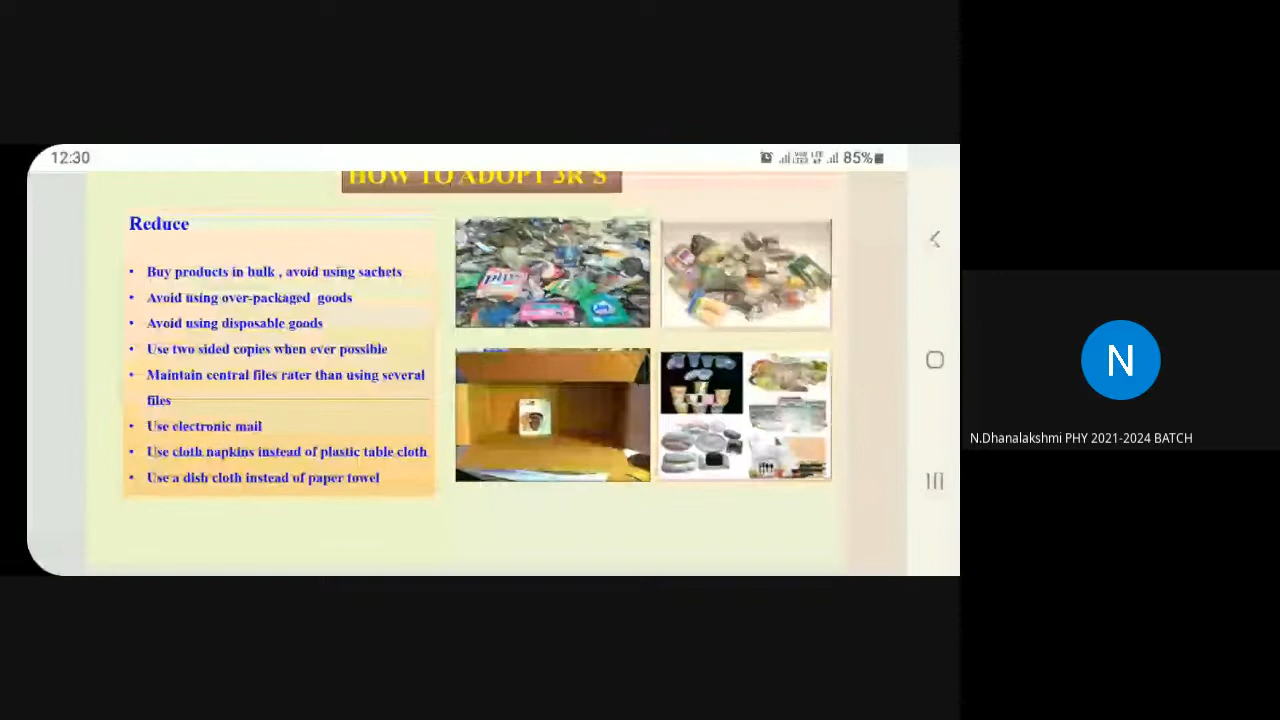 12:30
85%
HOW TO ADOPT 3R'S
Reduce
• Buy products in bulk , avoid using sachets
• Avoid using over-packaged goods
• Avoid using disposable goods
• Use two sided copies when ever possible
• Maintain central files rater than using several
files
• Use electronic mail
• Use cloth napkins instead of plastic table cloth
• Use a dish cloth instead of paper towel
N
N.Dhanalakshmi PHY 2021-2024 BATCH